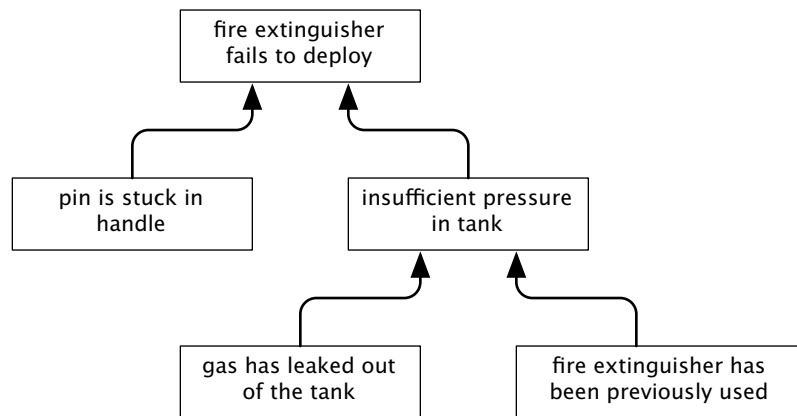 fire extinguisher
fails to deploy
pin is stuck in
handle
insufficient pressure
in tank
gas has leaked out
of the tank
fire extinguisher has
been previously used